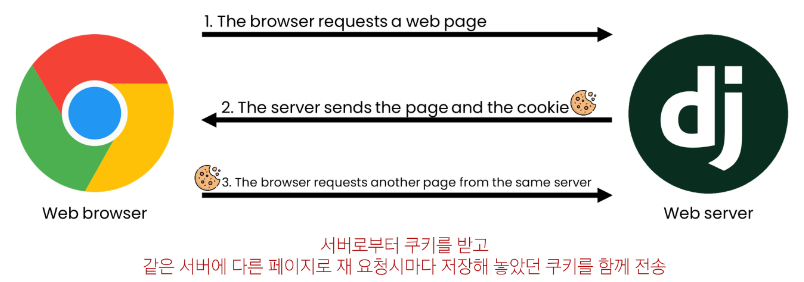 1. The browser requests a web page
2. The server sends the page and the cookie
3. The browser requests another page from the same server
dj
Web browser
Web server
서버로부터 쿠키를 받고
같은 서버에 다른 페이지로 재 요청시마다 저장해 놓았던 쿠키를 함께 전송